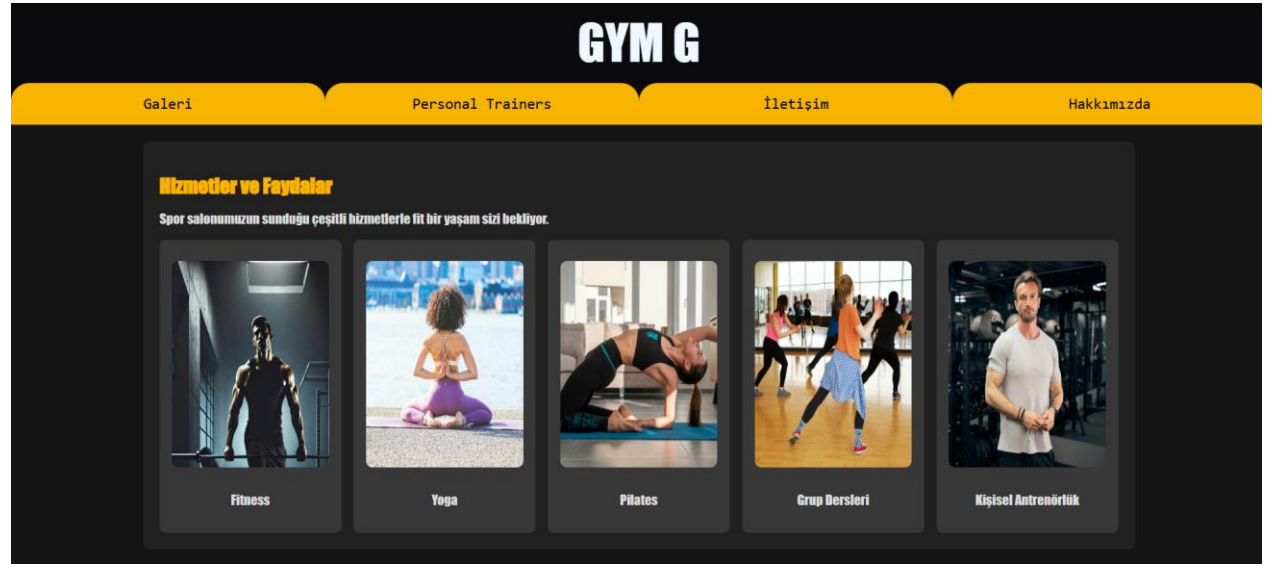 GYM G
Galeri
Personal Trainers
İletişim
Hakkımızda
Hizmetler ve Faydalar
Spor salonumuzun sunduğu çeşitli hizmetlerle fit bir yaşam sizi bekliyor.
Fitness
Yoga
Pilates
Grup Dersleri
Kişisel Antrenörlük